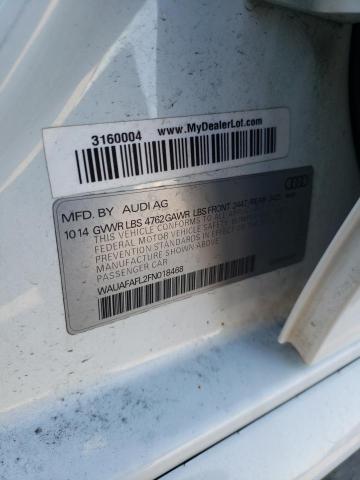 3160004 www.MyDealerLot.com
MFD. BY AUDI AG
10 14 GVWR LBS 4762 GAWR LBS FRONT 2447, REAR 2425
THIS VEHICLE CONFORMS TO ALL APPLICABLE
FEDERAL MOTOR VEHICLE SAFETY, BUMPER AND THEFT
PREVENTION STANDARDS IN EFFECT ON THE DATE OF
MANUFACTURE SHOWN ABOVE
PASSENGER CAR
WAUAFAFL2FN018468